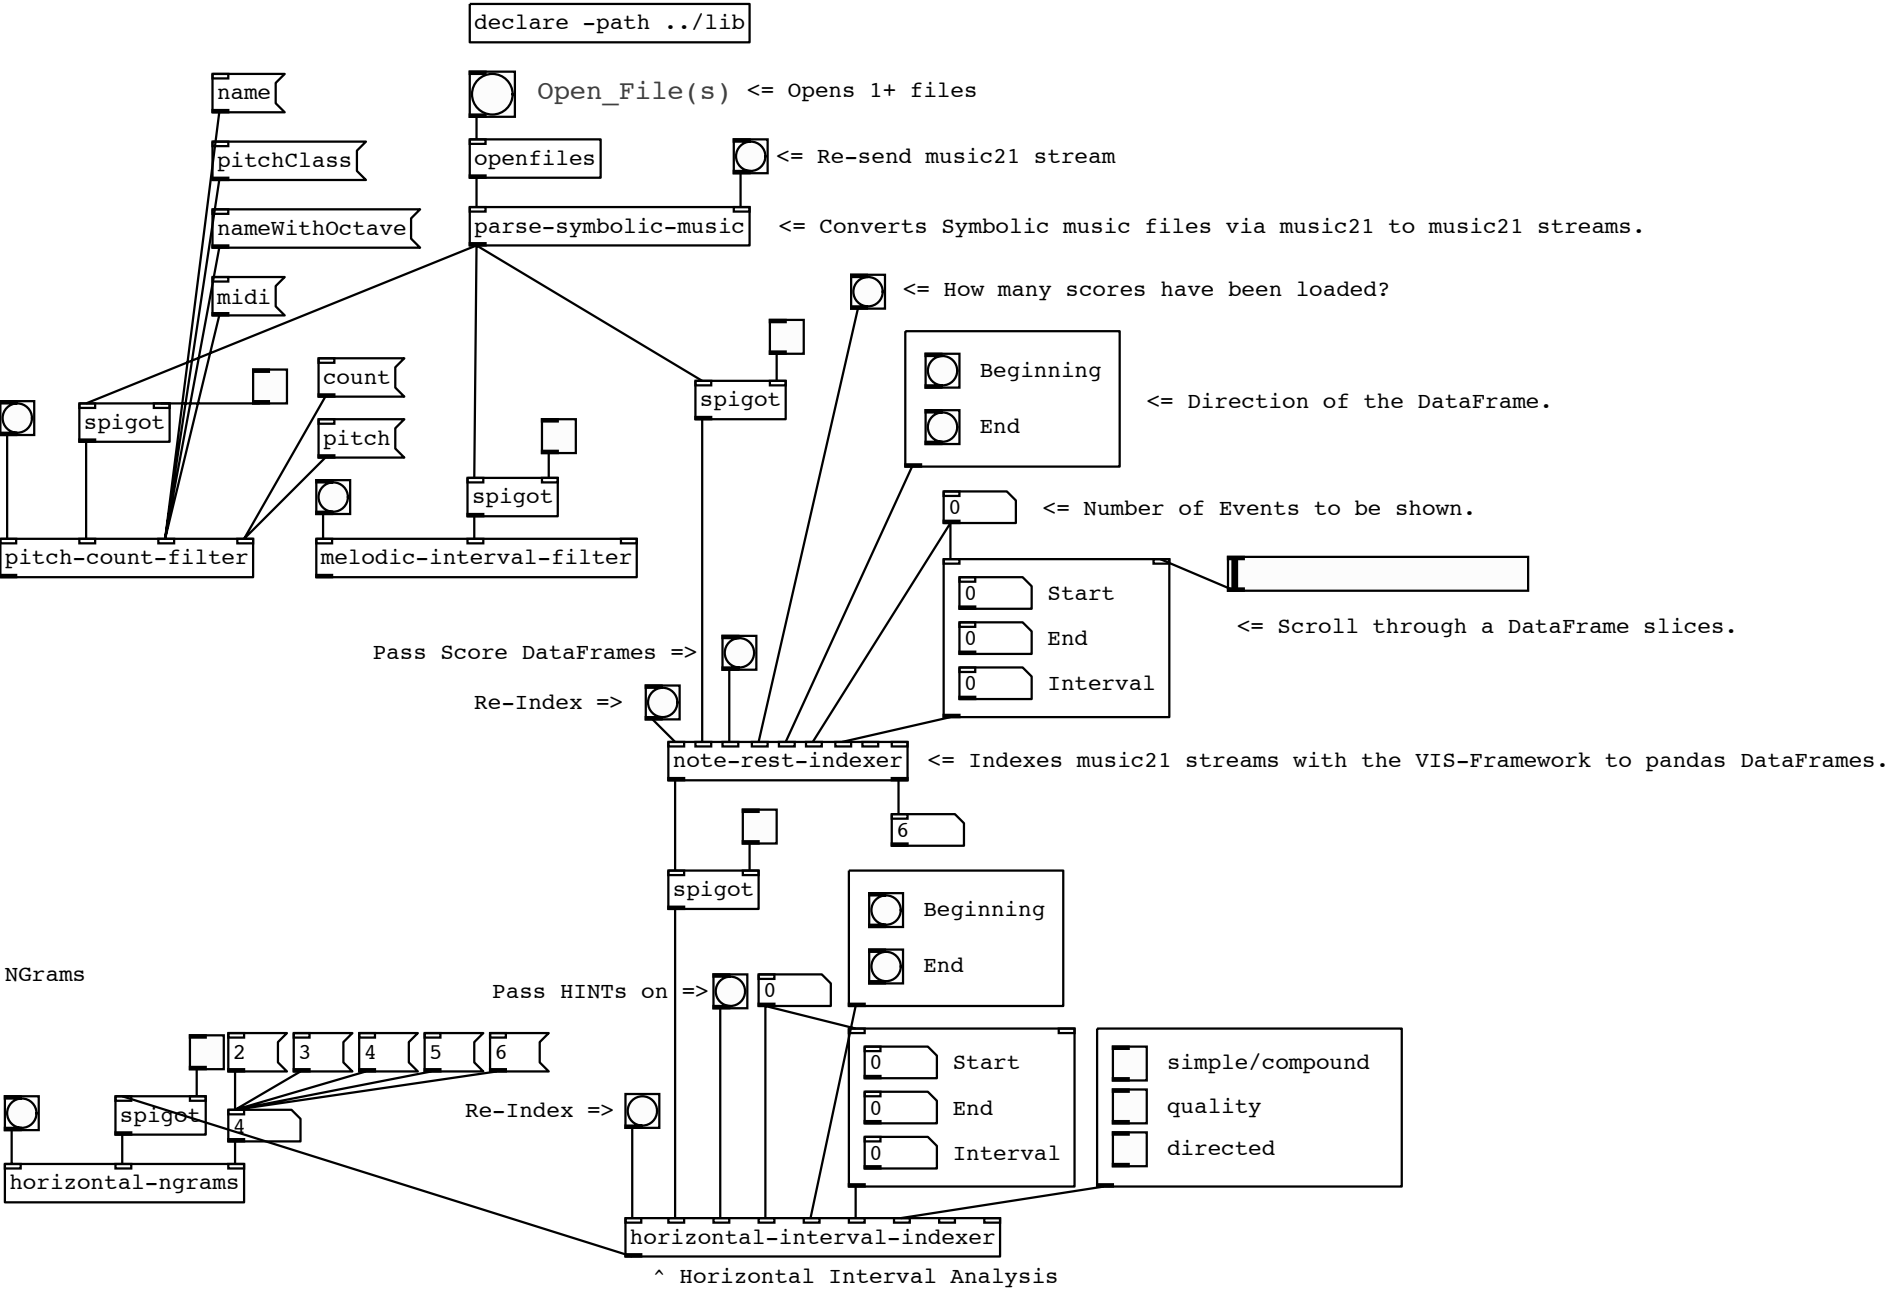 declare -path ../lib
name
Open_File(s) <= Opens 1+ files
pitchClass
openfiles
<= Re-send music21 stream
nameWithOctave
parse-symbolic-music
<= Converts Symbolic music files via music21 to music21 streams.
midi
<= How many scores have been loaded?
count
Beginning
spigot
<= Direction of the DataFrame.
spigot
pitch
End
spigot
0
<= Number of Events to be shown.
pitch-count-filter
melodic-interval-filter
0 Start
<= Scroll through a DataFrame slices.
0 End
Pass Score DataFrames =>
0 Interval
Re-Index =>
note-rest-indexer
<= Indexes music21 streams with the VIS-Framework to pandas DataFrames.
6
spigot
Beginning
End
NGrams
Pass HINTs on =>
0
2
3
4
5
6
0 Start
simple/compound
0 End
quality
spigot
4
Re-Index =>
0 Interval
directed
horizontal-ngrams
horizontal-interval-indexer
^ Horizontal Interval Analysis